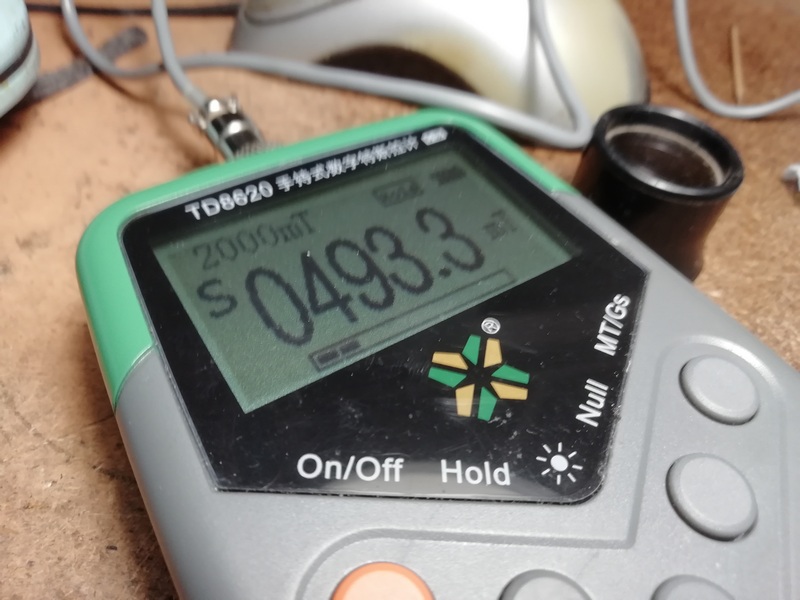 TD8620 手持式数字特斯拉计
Hold
2000mT
S 0493.3 mT
MT/Gs
Null
On/Off Hold
®